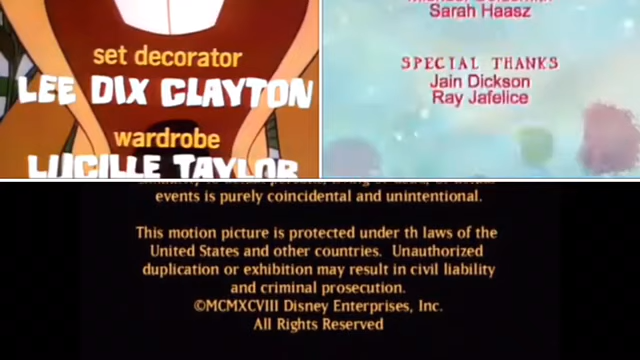 set decorator
LEE DIX CLAYTON
wardrobe
LUCILLE TAYLOR
Sarah Haasz
SPECIAL THANKS
Jain Dickson
Ray Jafelice
events is purely coincidental and unintentional.
This motion picture is protected under th laws of the
United States and other countries. Unauthorized
duplication or exhibition may result in civil liability
and criminal prosecution.
©MCMXCVIII Disney Enterprises, Inc.
All Rights Reserved